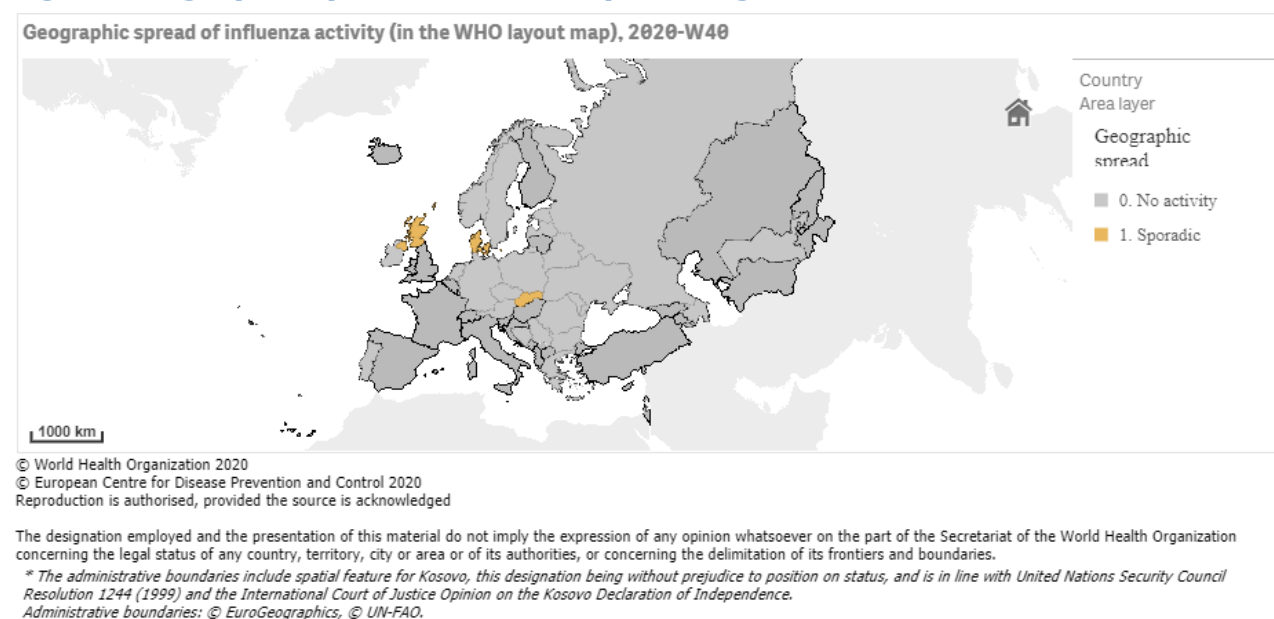 Geographic spread of influenza activity (in the WHO layout map), 2020-W40
Country
Area layer
Geographic
spread
0. No activity
1. Sporadic
1000 km
© World Health Organization 2020
© European Centre for Disease Prevention and Control 2020
Reproduction is authorised, provided the source is acknowledged
The designation employed and the presentation of this material do not imply the expression of any opinion whatsoever on the part of the Secretariat of the World Health Organization
concerning the legal status of any country, territory, city or area or of its authorities, or concerning the delimitation of its frontiers and boundaries.
* The administrative boundaries include spatial feature for Kosovo, this designation being without prejudice to position on status, and is in line with United Nations Security Council
Resolution 1244 (1999) and the International Court of Justice Opinion on the Kosovo Declaration of Independence.
Administrative boundaries: © EuroGeographics, © UN-FAO.